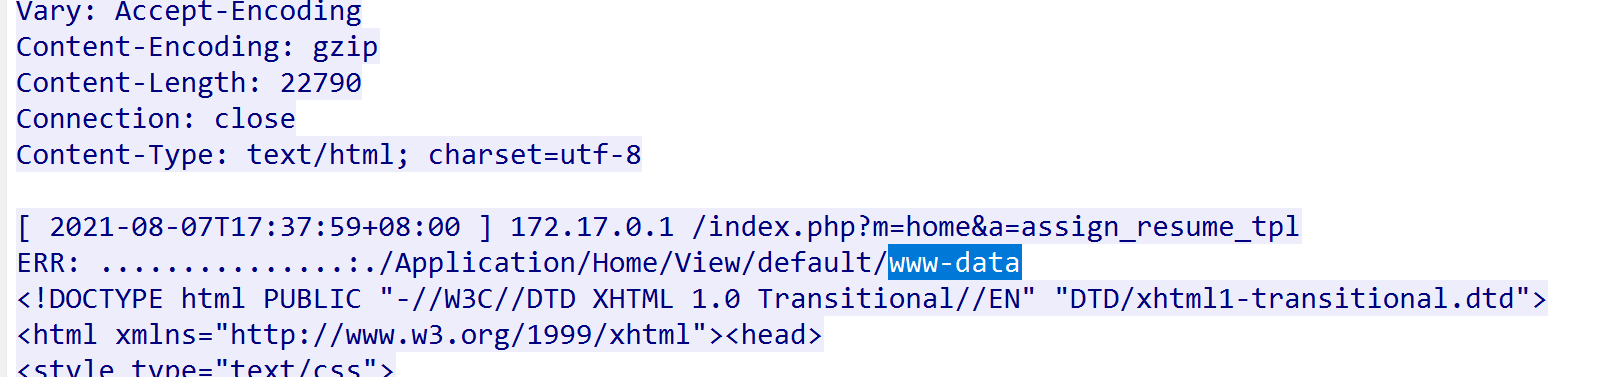 Vary: Accept-Encoding
Content-Encoding: gzip
Content-Length: 22790
Connection: close
Content-Type: text/html; charset=utf-8
[ 2021-08-07T17:37:59+08:00 ] 172.17.0.1 /index.php?m=home&a=assign_resume_tpl
ERR: ...............:./Application/Home/View/default/www-data
<!DOCTYPE html PUBLIC "-//W3C//DTD XHTML 1.0 Transitional//EN" "DTD/xhtml1-transitional.dtd">
<html xmlns="http://www.w3.org/1999/xhtml"><head>
<style type="text/css">